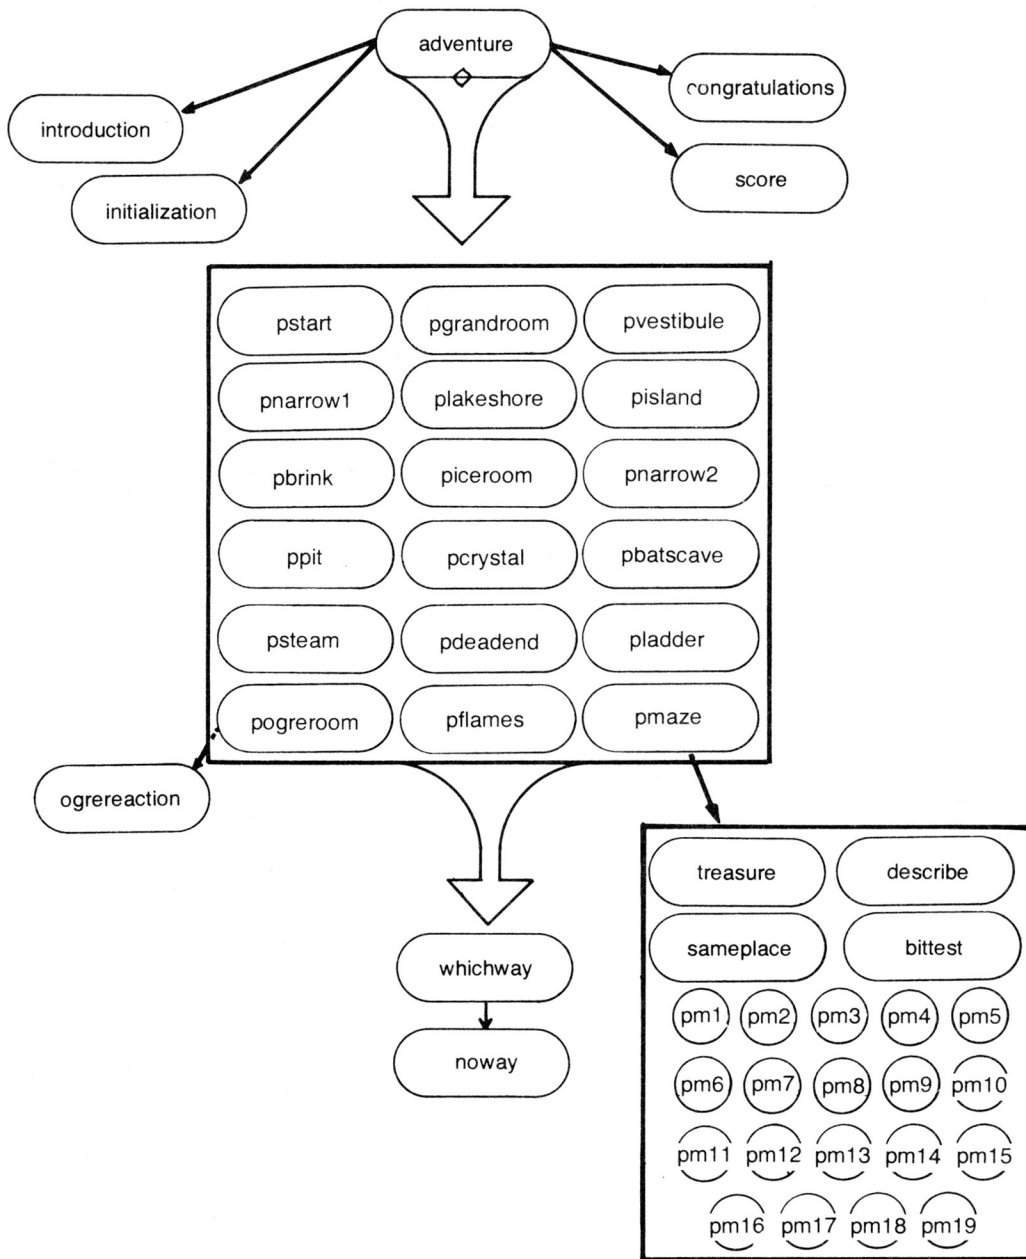 adventure
congratulations
introduction
score
initialization
pstart pgrandroom pvestibule
pnarrow1 plakeshore pisland
pbrink piceroom pnarrow2
ppit pcrystal pbatscave
psteam pdeadend pladder
pogreroom pflames pmaze
ogrereaction
treasure describe
sameplace bittest
whichway
noway
pm1 pm2 pm3 pm4 pm5
pm6 pm7 pm8 pm9 pm10
pm11 pm12 pm13 pm14 pm15
pm16 pm17 pm18 pm19